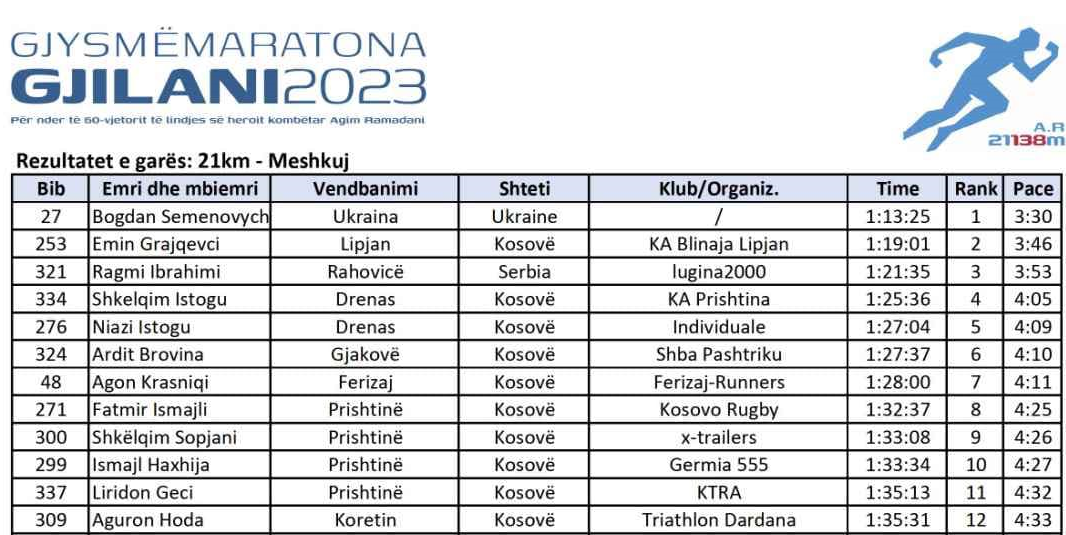 GJYSMËMARATONA
GJILANI2023
Për nder të 60-vjetorit të lindjes së heroit kombëtar Agim Ramadani
A.R
21138m
Rezultatet e garës: 21km - Meshkuj
Bib Emri dhe mbiemri Vendbanimi Shteti Klub/Organiz. Time Rank Pace
27 Bogdan Semenovych Ukraina Ukraine / 1:13:25 1 3:30
253 Emin Grajqevci Lipjan Kosovë KA Blinaja Lipjan 1:19:01 2 3:46
321 Ragmi Ibrahimi Rahovicë Serbia lugina2000 1:21:35 3 3:53
334 Shkelqim Istogu Drenas Kosovë KA Prishtina 1:25:36 4 4:05
276 Niazi Istogu Drenas Kosovë Individuale 1:27:04 5 4:09
324 Ardit Brovina Gjakovë Kosovë Shba Pashtriku 1:27:37 6 4:10
48 Agon Krasniqi Ferizaj Kosovë Ferizaj-Runners 1:28:00 7 4:11
271 Fatmir Ismajli Prishtinë Kosovë Kosovo Rugby 1:32:37 8 4:25
300 Shkëlqim Sopjani Prishtinë Kosovë x-trailers 1:33:08 9 4:26
299 Ismajl Haxhija Prishtinë Kosovë Germia 555 1:33:34 10 4:27
337 Liridon Geci Prishtinë Kosovë KTRA 1:35:13 11 4:32
309 Aguron Hoda Koretin Kosovë Triathlon Dardana 1:35:31 12 4:33